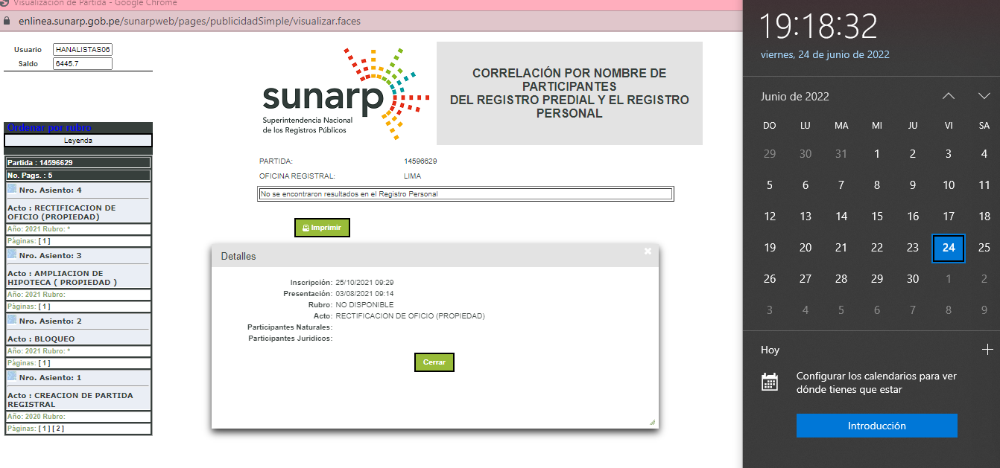 Visualización de Partida - Google Chrome
enlinea.sunarp.gob.pe/sunarpweb/pages/publicidadSimple/visualizar.faces
Usuario HANALISTAS06
Saldo 6445.7
Ordenar por rubro
Leyenda
Partida : 14596629
No. Pags. : 5
Nro. Asiento: 4
Acto : RECTIFICACION DE
OFICIO (PROPIEDAD)
Año: 2021 Rubro: *
Páginas: [ 1 ]
Nro. Asiento: 3
Acto : AMPLIACION DE
HIPOTECA ( PROPIEDAD )
Año: 2021 Rubro:
Páginas: [ 1 ]
Nro. Asiento: 2
Acto : BLOQUEO
Año: 2021 Rubro: *
Páginas: [ 1 ]
Nro. Asiento: 1
Acto : CREACION DE PARTIDA
REGISTRAL
Año: 2020 Rubro:
Páginas: [ 1 ] [ 2 ]
sunarp
Superintendencia Nacional
de los Registros Públicos
CORRELACIÓN POR NOMBRE DE
PARTICIPANTES
DEL REGISTRO PREDIAL Y EL REGISTRO
PERSONAL
PARTIDA: 14596629
OFICINA REGISTRAL: LIMA
No se encontraron resultados en el Registro Personal
Imprimir
Detalles
Inscripción: 25/10/2021 09:29
Presentación: 03/08/2021 09:14
Rubro: NO DISPONIBLE
Acto: RECTIFICACION DE OFICIO (PROPIEDAD)
Participantes Naturales:
Participantes Juridicos:
Cerrar
19:18:32
viernes, 24 de junio de 2022
Junio de 2022
DO LU MA MI JU VI SA
29 30 31 1 2 3 4
5 6 7 8 9 10 11
12 13 14 15 16 17 18
19 20 21 22 23 24 25
26 27 28 29 30 1 2
3 4 5 6 7 8 9
Hoy
Configurar los calendarios para ver
dónde tienes que estar
Introducción